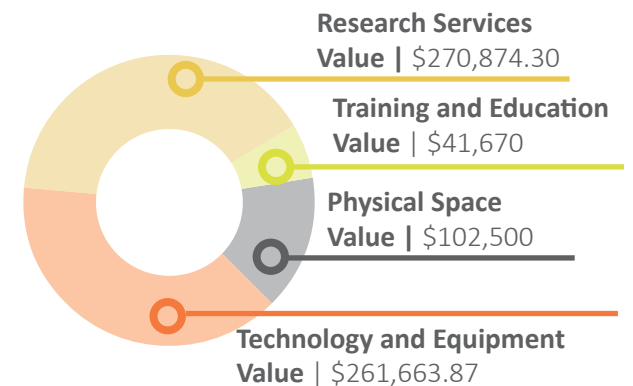 Research Services
Value | $270,874.30
Training and Education
Value | $41,670
Physical Space
Value | $102,500
Technology and Equipment
Value | $261,663.87